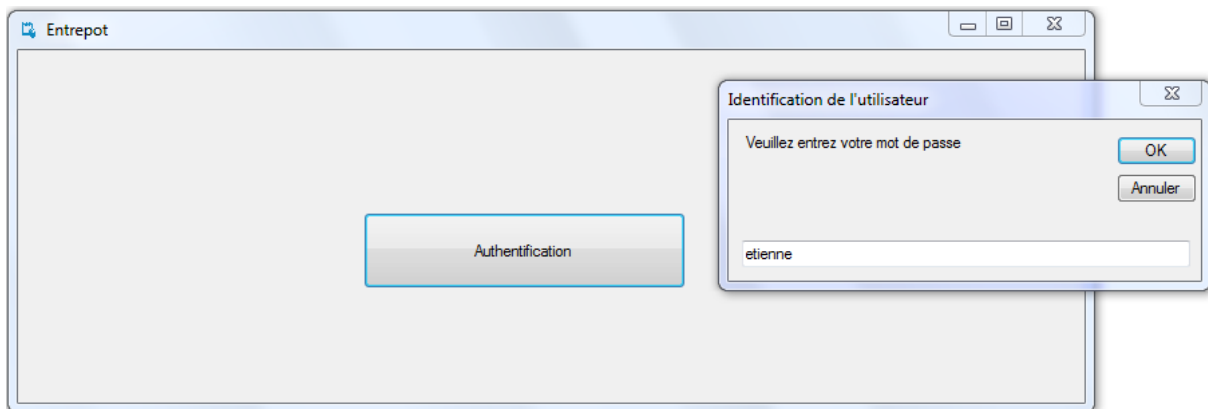 Entrepot
Identification de l'utilisateur
Veuillez entrez votre mot de passe
OK
Annuler
Authentification
etienne